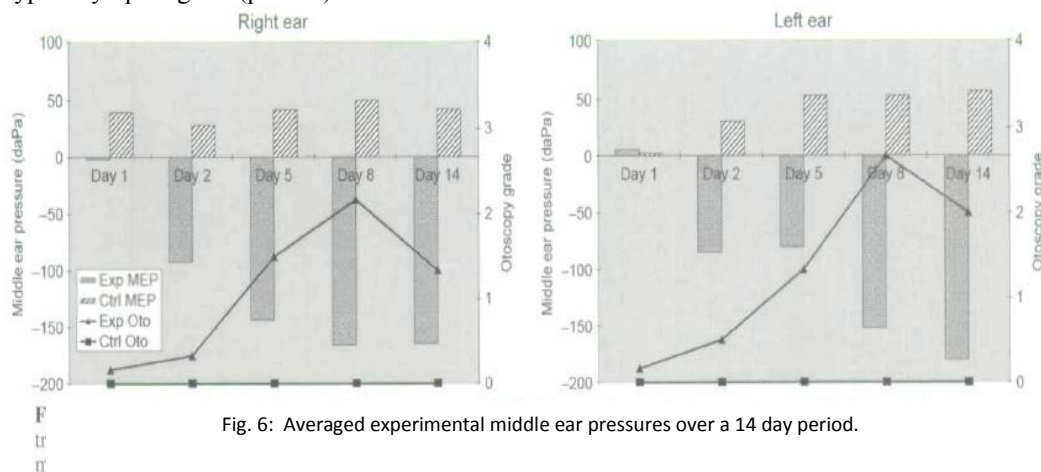 Right ear
Left ear
100
50
0
−50
−100
−150
−200
Middle ear pressure (daPa)
Day 1
Day 2
Day 5
Day 8
Day 14
4
3
2
1
0
Otoscopy grade
Exp MEP
Ctrl MEP
Exp Oto
Ctrl Oto
100
50
0
−50
−100
−150
−200
Middle ear pressure (daPa)
Day 1
Day 2
Day 5
Day 8
Day 14
4
3
2
1
0
Otoscopy grade
F
Fig. 6: Averaged experimental middle ear pressures over a 14 day period.
tr